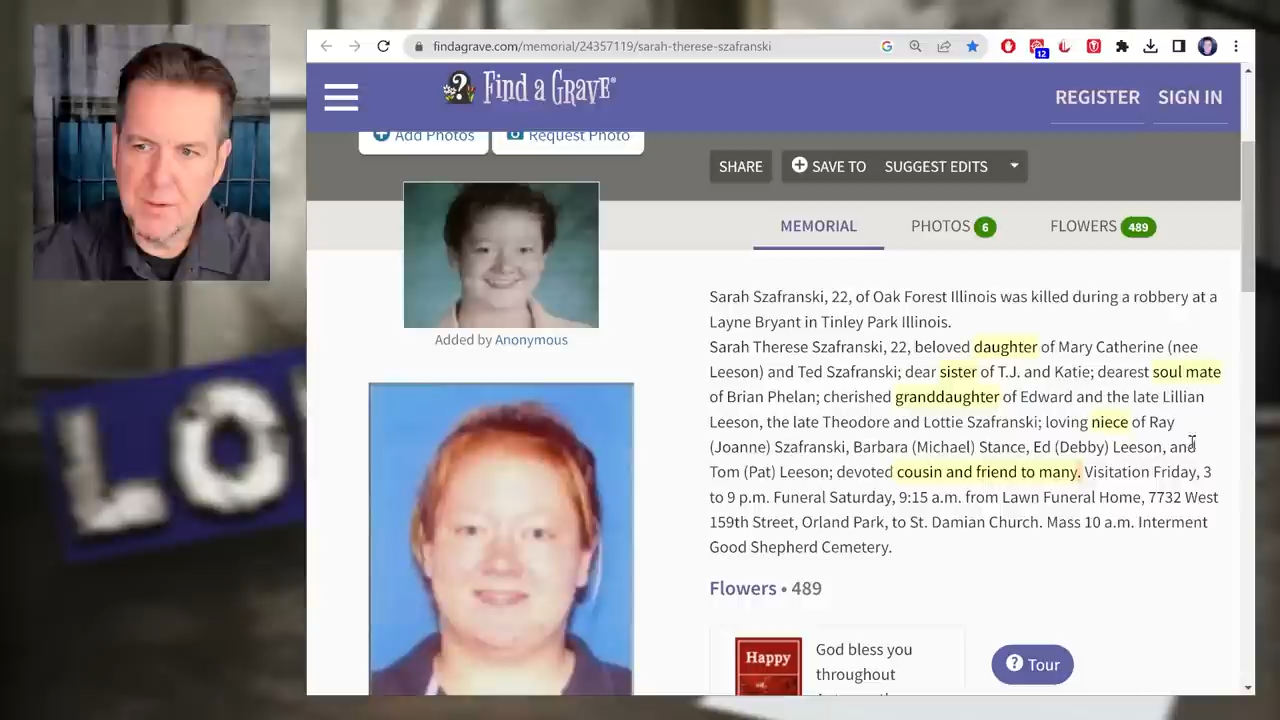 findagrave.com/memorial/24357119/sarah-therese-szafranski
12
Find a Grave®
REGISTER
SIGN IN
Add Photos
Request Photo
SHARE
SAVE TO
SUGGEST EDITS
MEMORIAL
PHOTOS 6
FLOWERS 489
Added by Anonymous
Sarah Szafranski, 22, of Oak Forest Illinois was killed during a robbery at a
Layne Bryant in Tinley Park Illinois.
Sarah Therese Szafranski, 22, beloved daughter of Mary Catherine (nee
Leeson) and Ted Szafranski; dear sister of T.J. and Katie; dearest soul mate
of Brian Phelan; cherished granddaughter of Edward and the late Lillian
Leeson, the late Theodore and Lottie Szafranski; loving niece of Ray
(Joanne) Szafranski, Barbara (Michael) Stance, Ed (Debby) Leeson, and
Tom (Pat) Leeson; devoted cousin and friend to many. Visitation Friday, 3
to 9 p.m. Funeral Saturday, 9:15 a.m. from Lawn Funeral Home, 7732 West
159th Street, Orland Park, to St. Damian Church. Mass 10 a.m. Interment
Good Shepherd Cemetery.
Flowers • 489
Happy
God bless you
throughout
Tour
LO